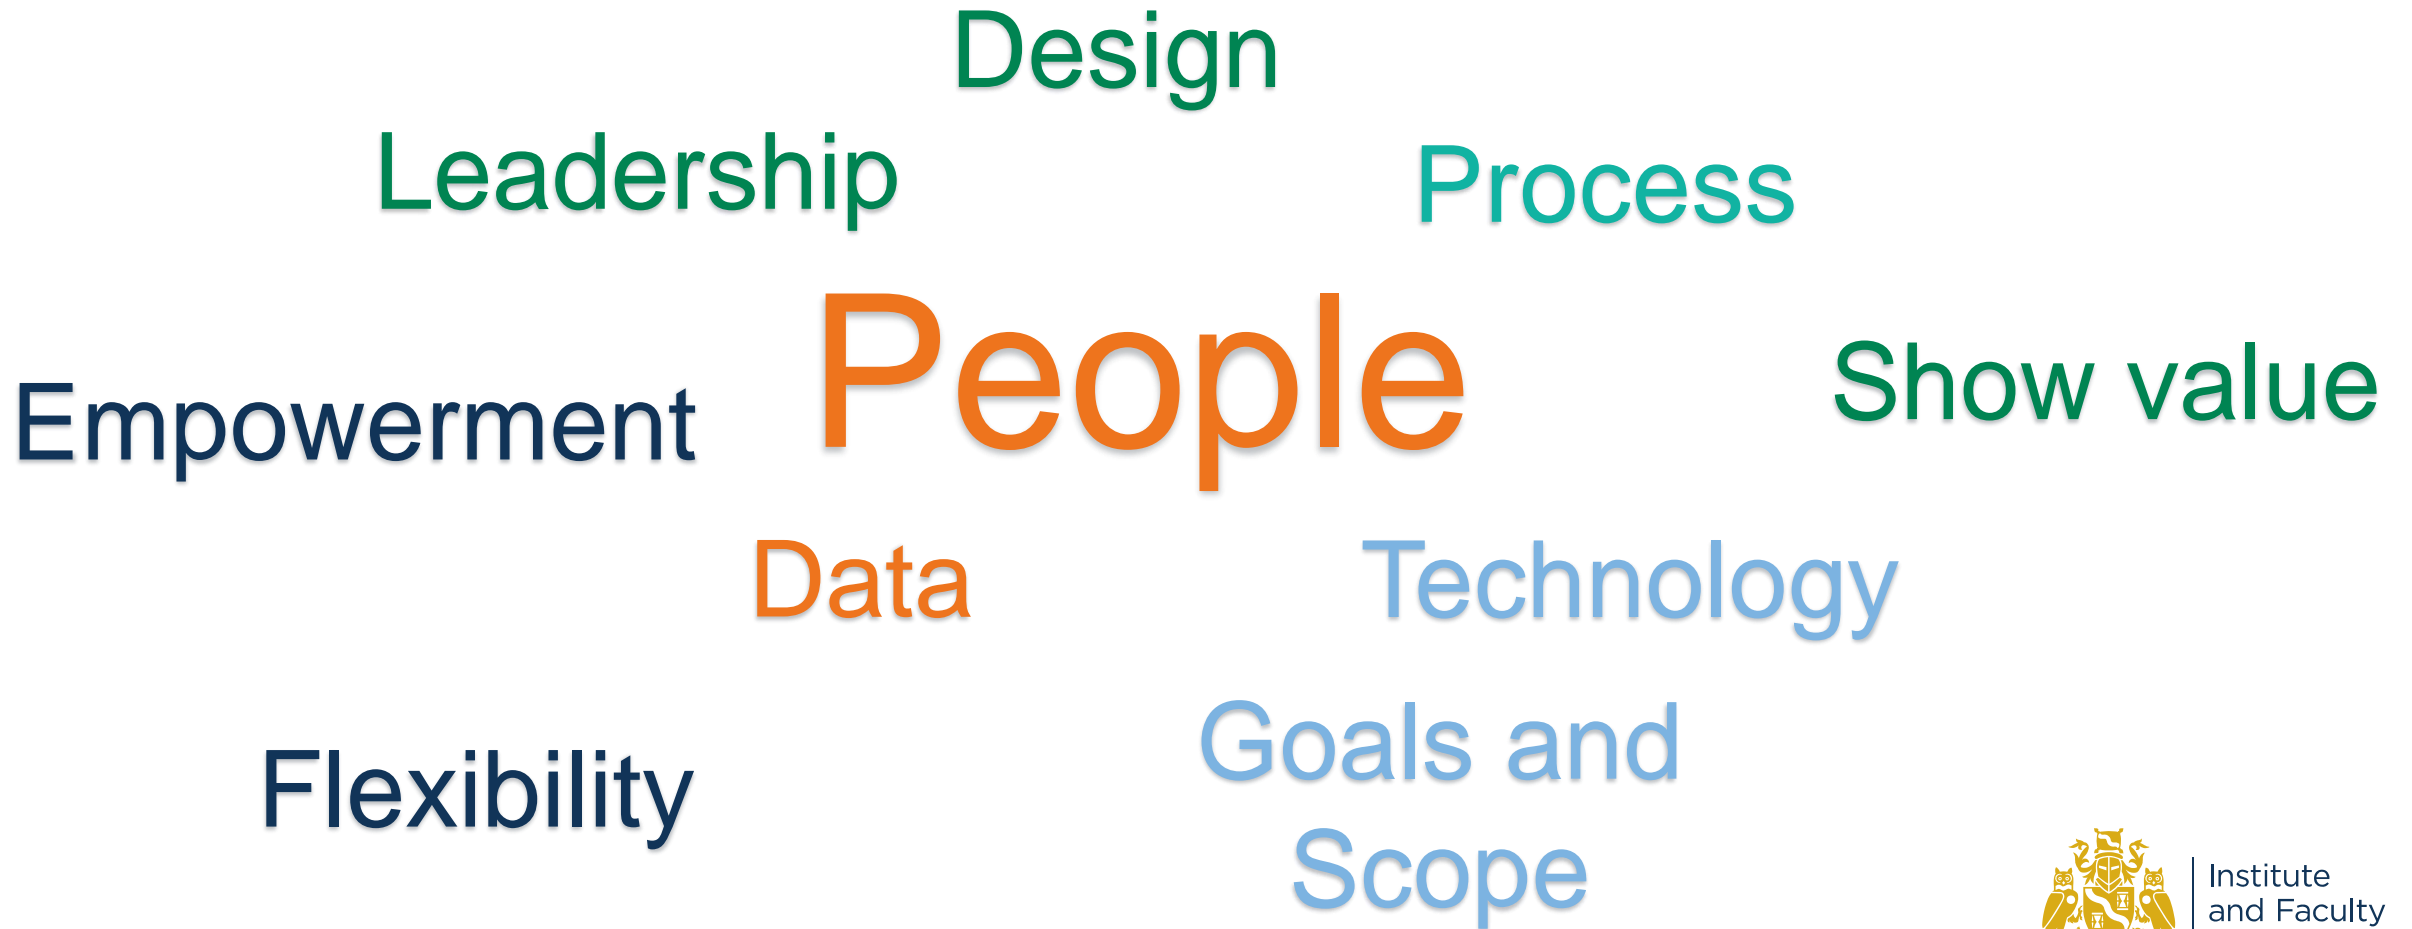 Design
Leadership
Process
People
Show value
Empowerment
Data
Technology
Goals and
Scope
Flexibility
Institute
and Faculty